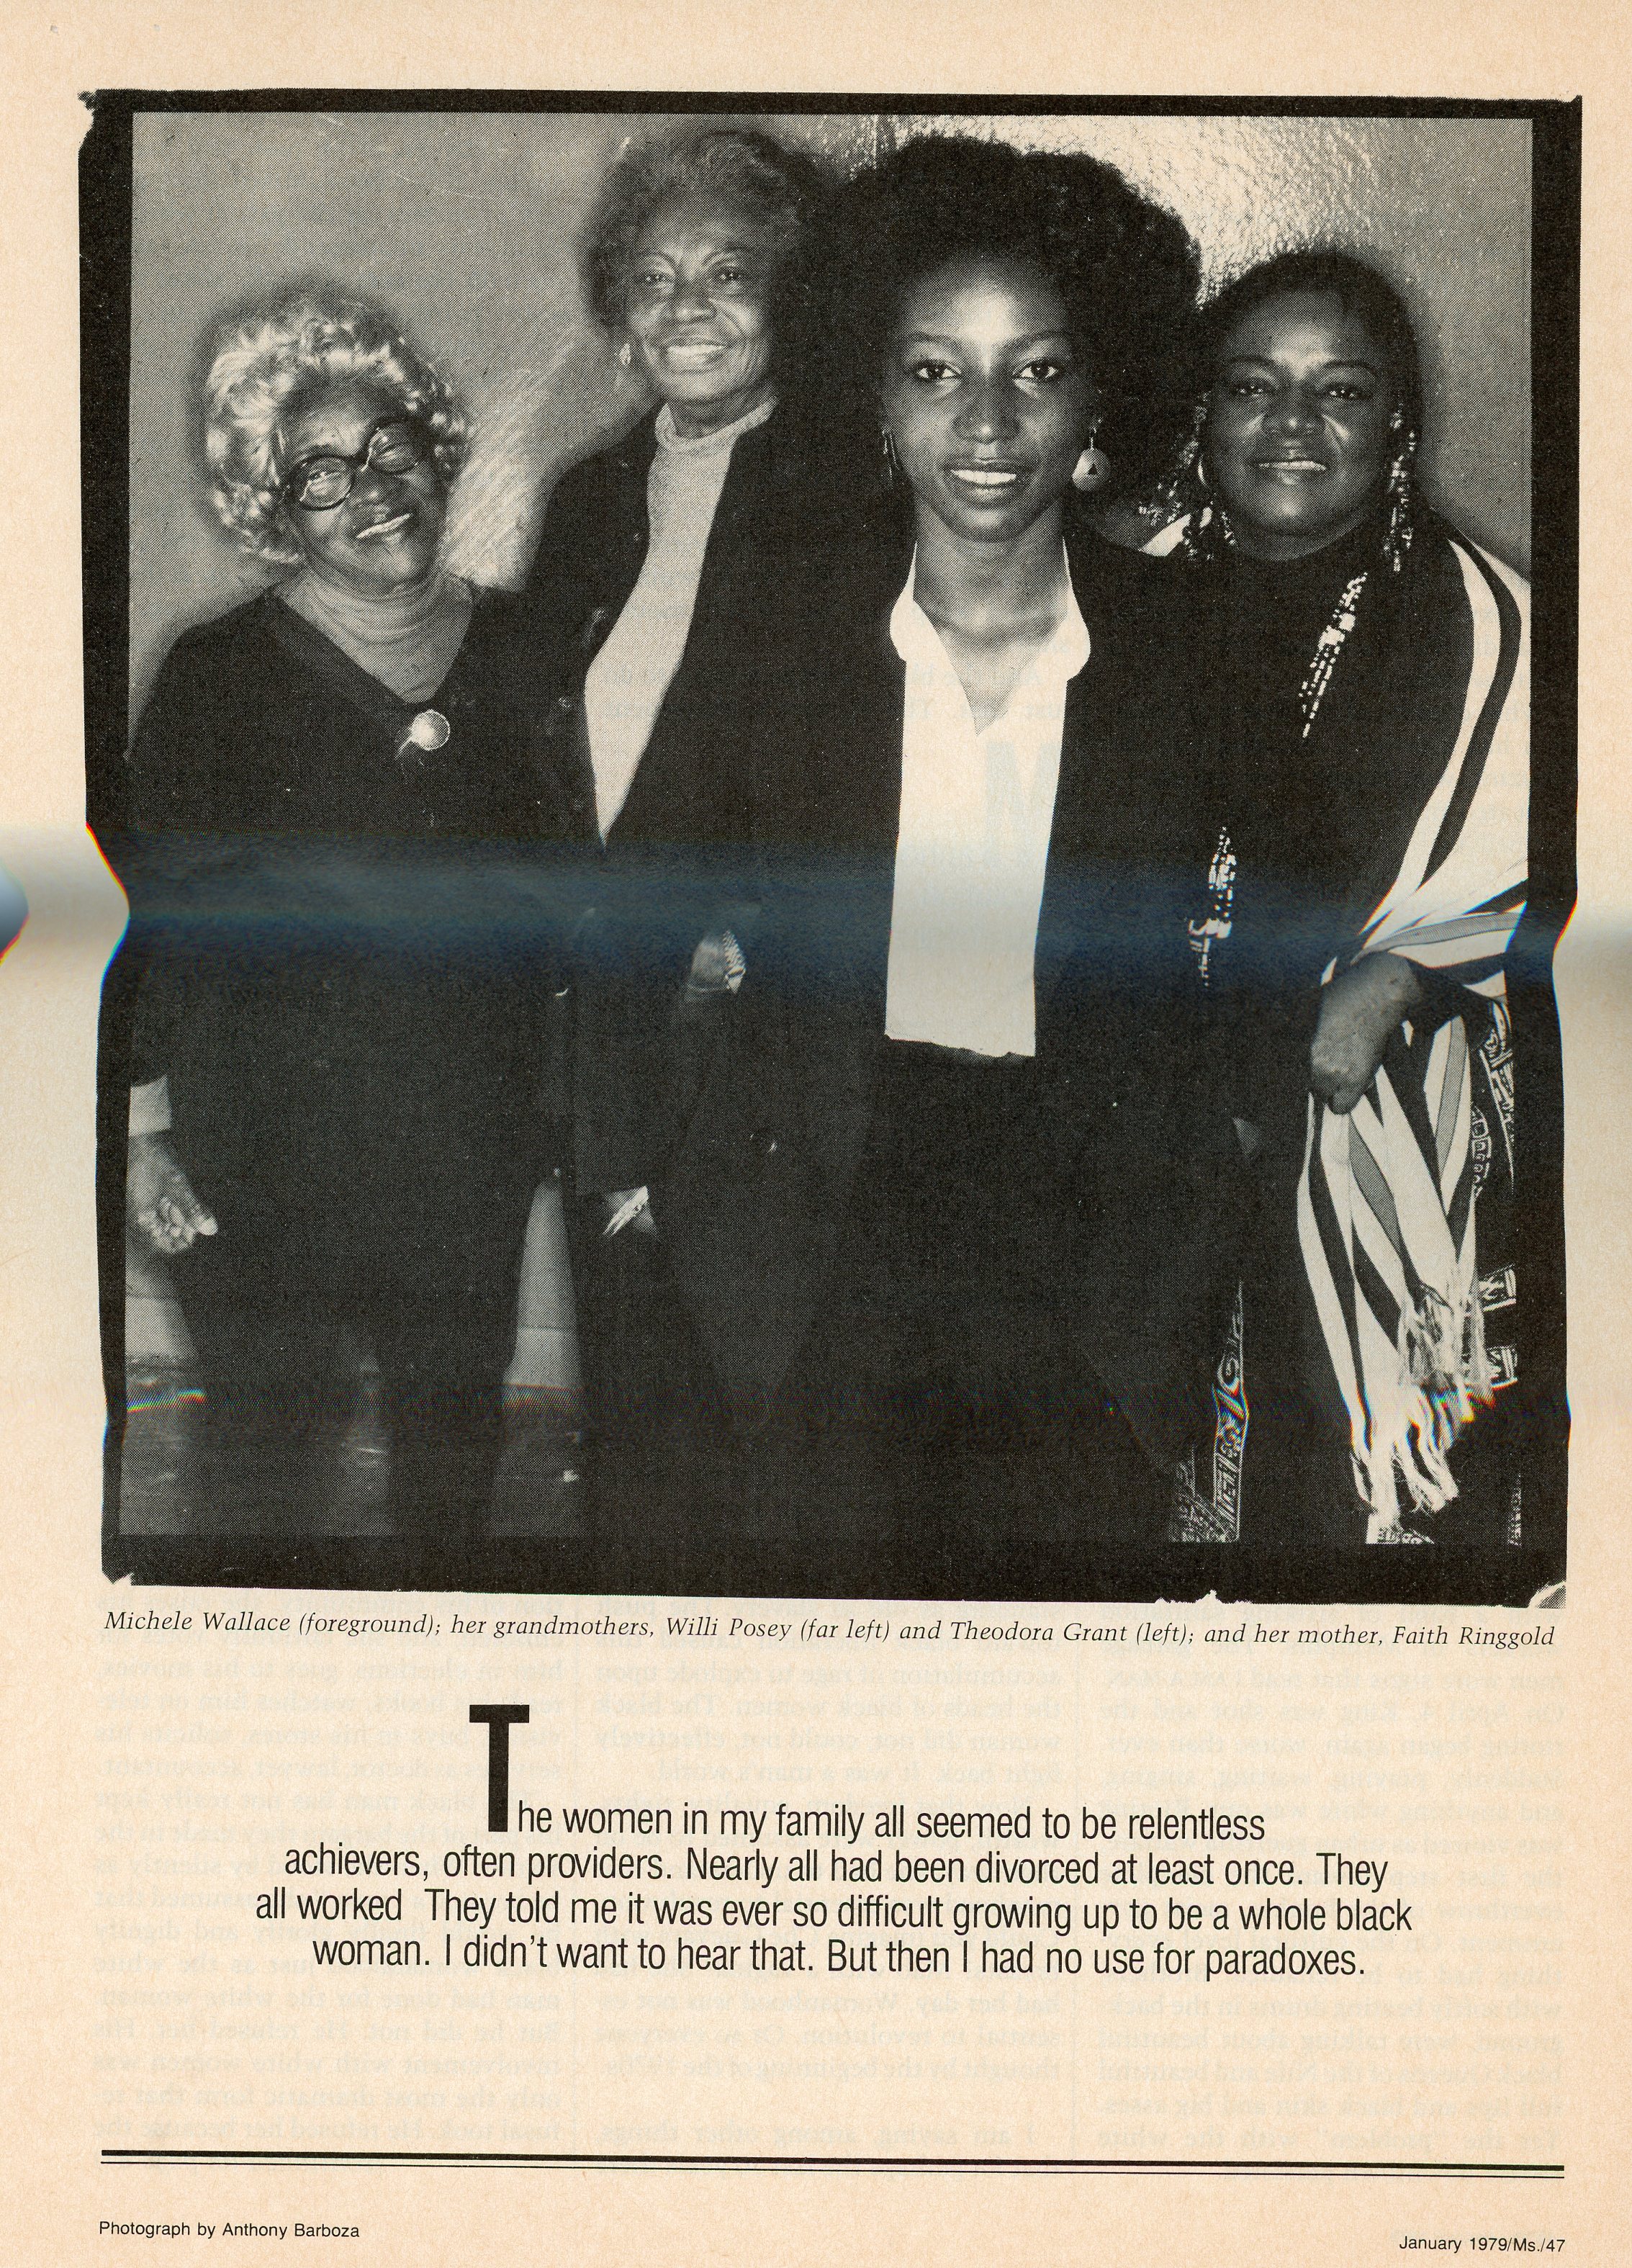 Michele Wallace (foreground); her grandmothers, Willi Posey (far left) and Theodora Grant (left); and her mother, Faith Ringgold
The women in my family all seemed to be relentless
achievers, often providers. Nearly all had been divorced at least once. They
all worked They told me it was ever so difficult growing up to be a whole black
woman. I didn't want to hear that. But then I had no use for paradoxes.
Photograph by Anthony Barboza
January 1979/Ms./47